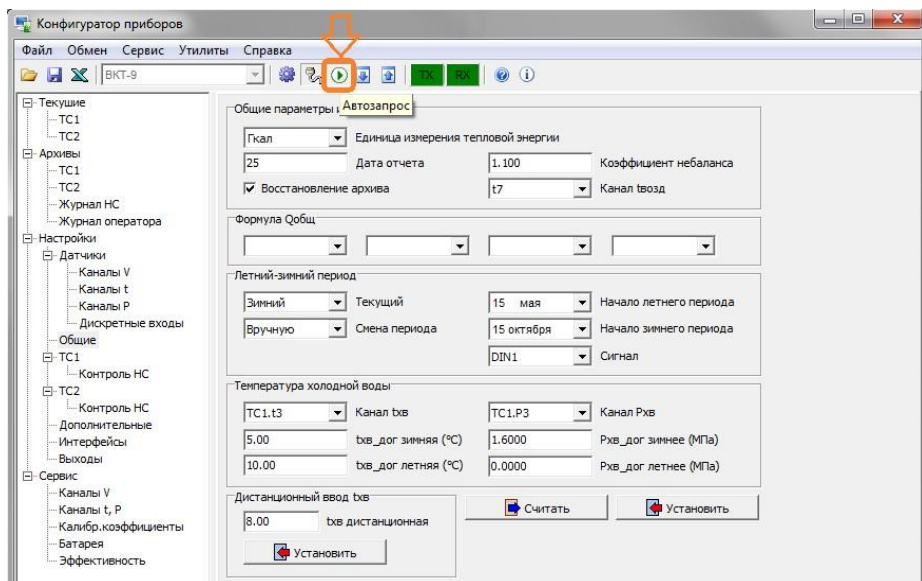 Конфигуратор приборов
Файл Обмен Сервис Утилиты Справка
ВКТ-9 TX RX
Автозапрос
Текущие
ТС1
ТС2
Архивы
ТС1
ТС2
Журнал НС
Журнал оператора
Настройки
Датчики
Каналы V
Каналы t
Каналы P
Дискретные входы
Общие
ТС1
Контроль НС
ТС2
Контроль НС
Дополнительные
Интерфейсы
Выходы
Сервис
Каналы V
Каналы t, P
Калибр.коэффициенты
Батарея
Эффективность
Общие параметры
Гкал Единица измерения тепловой энергии
25 Дата отчета 1.100 Коэффициент небаланса
Восстановление архива t7 Канал tвозд
Формула Qобщ
Летний-зимний период
Зимний Текущий 15 мая Начало летнего периода
Вручную Смена периода 15 октября Начало зимнего периода
DIN1 Сигнал
Температура холодной воды
ТС1.t3 Канал tхв ТС1.P3 Канал Pхв
5.00 tхв_дог зимняя (°C) 1.6000 Pхв_дог зимнее (МПа)
10.00 tхв_дог летняя (°C) 0.0000 Pхв_дог летнее (МПа)
Дистанционный ввод tхв
8.00 tхв дистанционная
Установить
Считать Установить